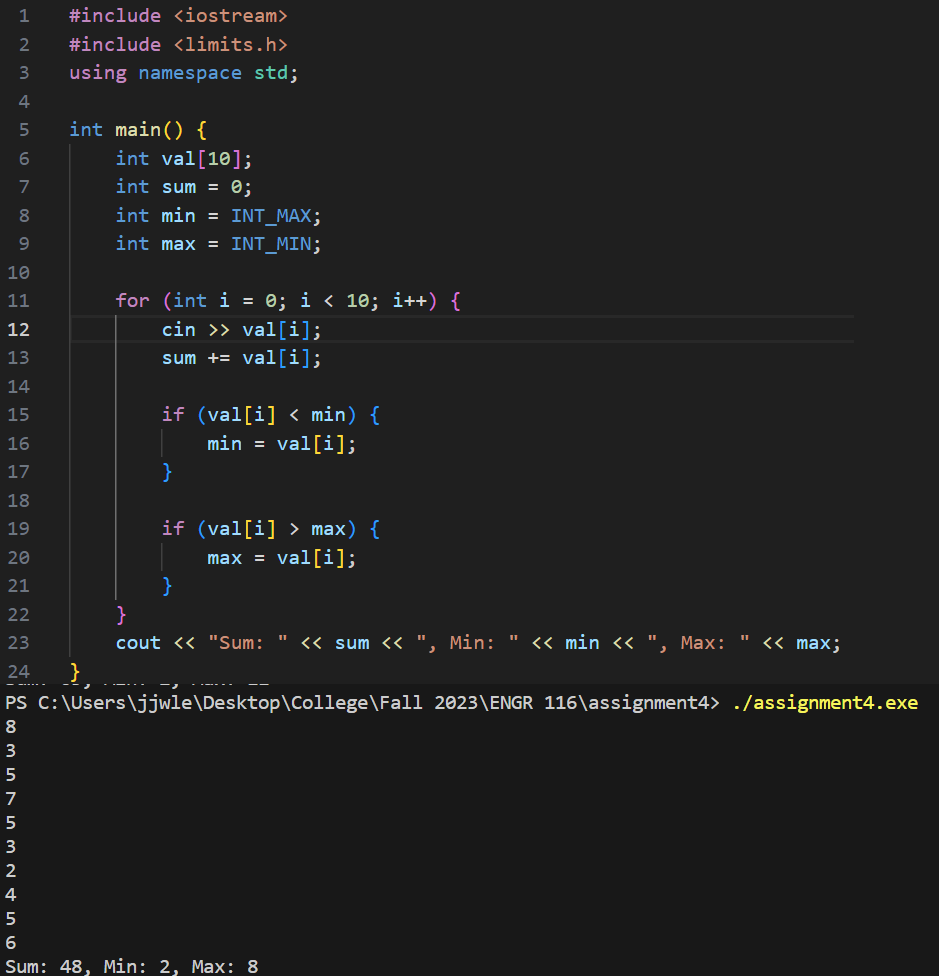 1 #include <iostream>
2 #include <limits.h>
3 using namespace std;
4
5 int main() {
6     int val[10];
7     int sum = 0;
8     int min = INT_MAX;
9     int max = INT_MIN;
10
11     for (int i = 0; i < 10; i++) {
12         cin >> val[i];
13         sum += val[i];
14
15         if (val[i] < min) {
16             min = val[i];
17         }
18
19         if (val[i] > max) {
20             max = val[i];
21         }
22     }
23     cout << "Sum: " << sum << ", Min: " << min << ", Max: " << max;
24 }
PS C:\Users\jjwle\Desktop\College\Fall 2023\ENGR 116\assignment4> ./assignment4.exe
8
3
5
7
5
3
2
4
5
6
Sum: 48, Min: 2, Max: 8